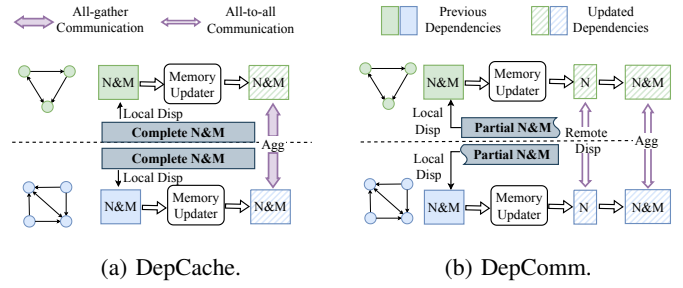 All-gather
Communication
All-to-all
Communication
Previous
Dependencies
Updated
Dependencies
N&M
Memory
Updater
N&M
Local Disp
Complete N&M
Complete N&M
Agg
Local Disp
N&M
Memory
Updater
N&M
(a) DepCache.
N&M
Memory
Updater
N
N&M
Local
Disp
Partial N&M
Remote
Disp
Agg
Local
Disp
Partial N&M
N&M
Memory
Updater
N
N&M
(b) DepComm.